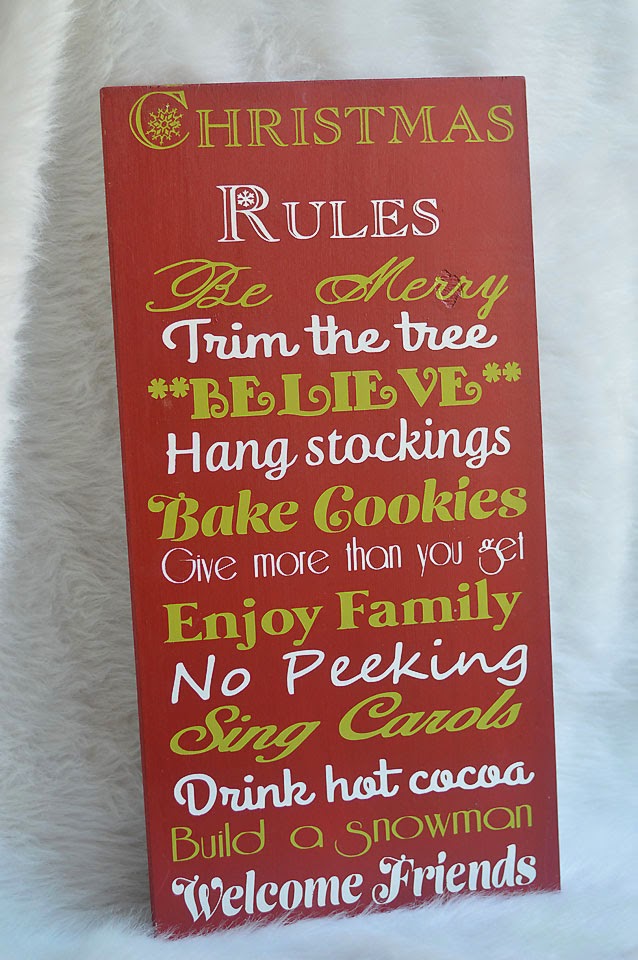 CHRISTMAS
RULES
Be Merry
Trim the tree
**BELIEVE**
Hang stockings
Bake Cookies
Give more than you get
Enjoy Family
No Peeking
Sing Carols
Drink hot cocoa
Build a snowman
Welcome Friends